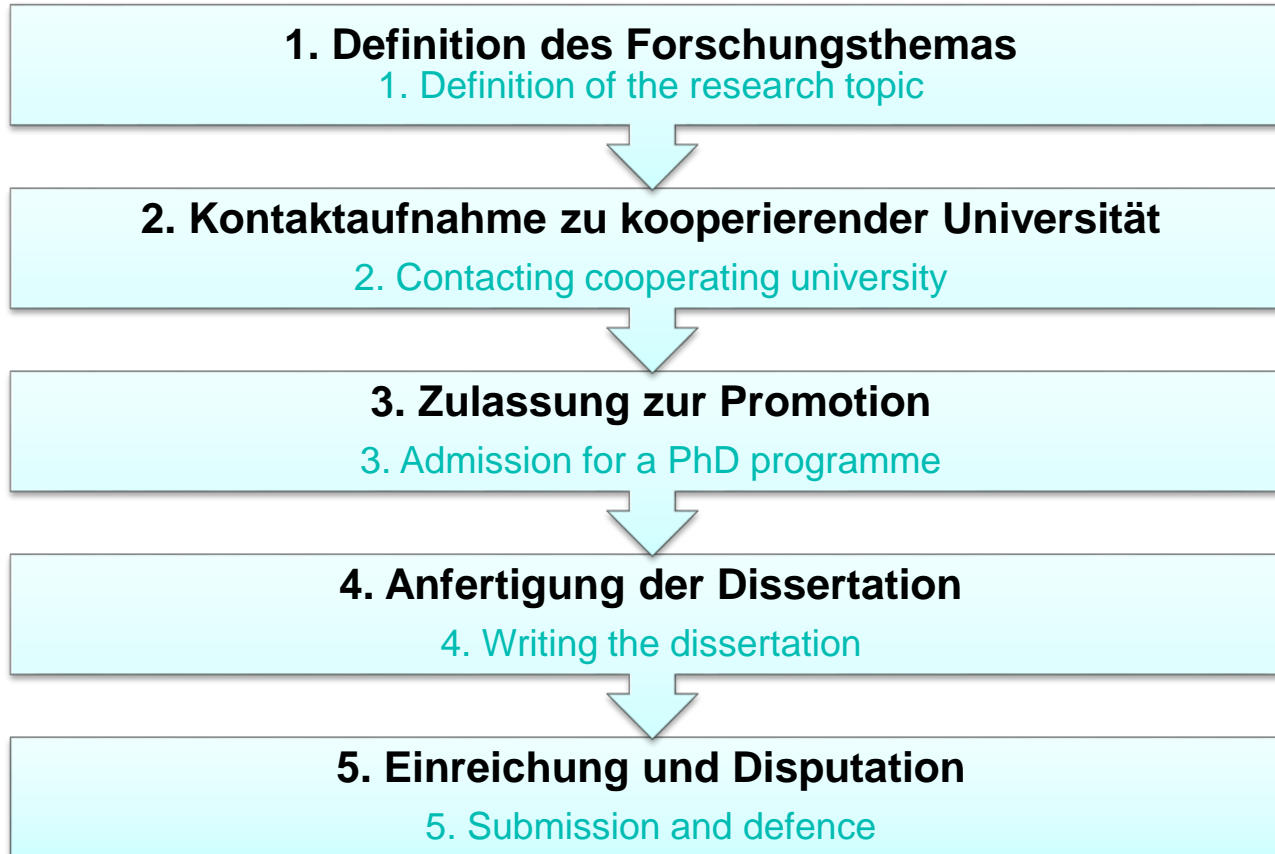 1. Definition des Forschungsthemas
1. Definition of the research topic
2. Kontaktaufnahme zu kooperierender Universität
2. Contacting cooperating university
3. Zulassung zur Promotion
3. Admission for a PhD programme
4. Anfertigung der Dissertation
4. Writing the dissertation
5. Einreichung und Disputation
5. Submission and defence